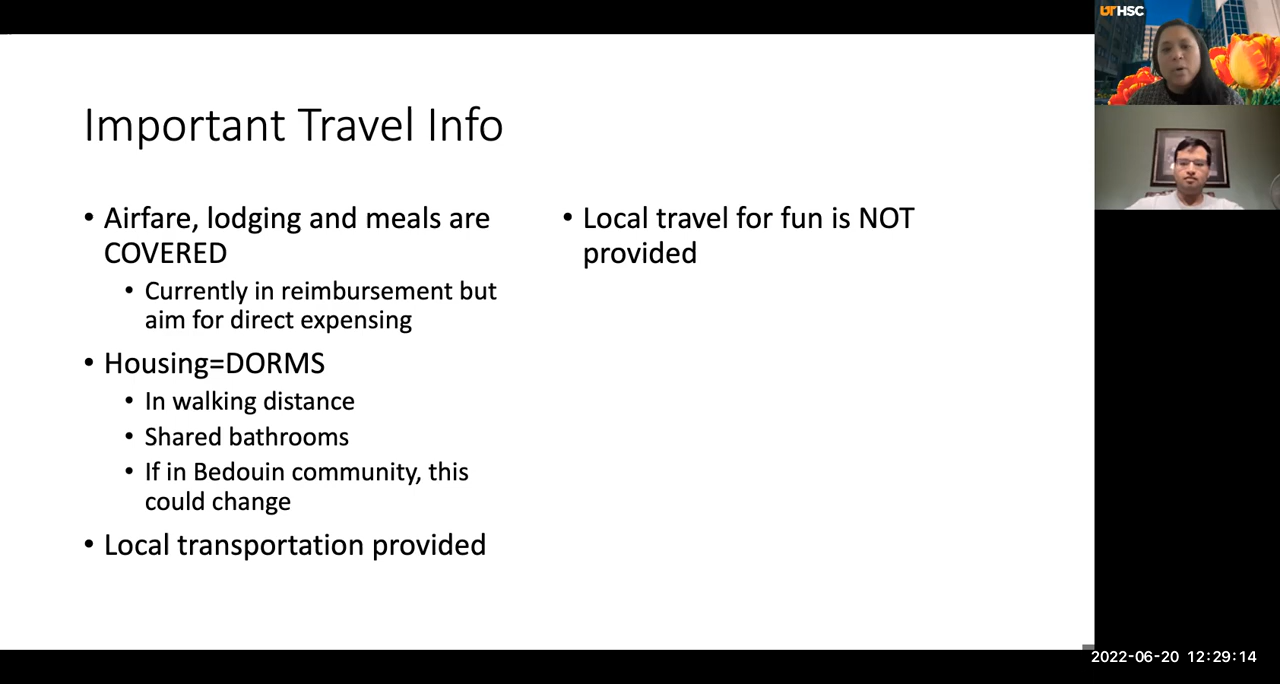 UTHSC
Important Travel Info
• Airfare, lodging and meals are
COVERED
• Currently in reimbursement but
aim for direct expensing
• Housing=DORMS
• In walking distance
• Shared bathrooms
• If in Bedouin community, this
could change
• Local transportation provided
• Local travel for fun is NOT
provided
2022-06-20 12:29:14